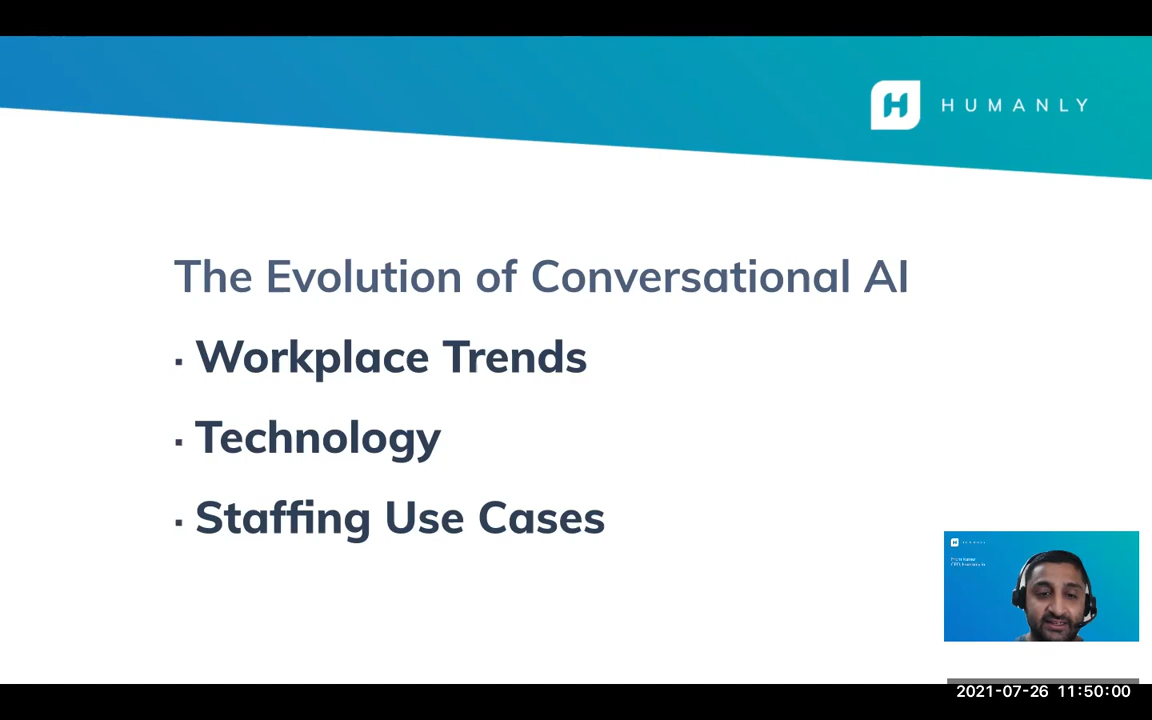 HUMANLY
The Evolution of Conversational AI
· Workplace Trends
· Technology
· Staffing Use Cases
2021-07-26 11:50:00